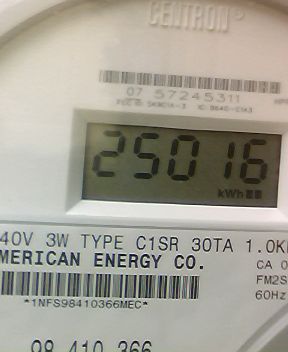 CENTRON®
07 57245311
25016
kWh
40V 3W TYPE C1SR 30TA 1.0K
MERICAN ENERGY CO.
CA 0
FM2S
60Hz
*1NFS98410366MEC*
98 410 366